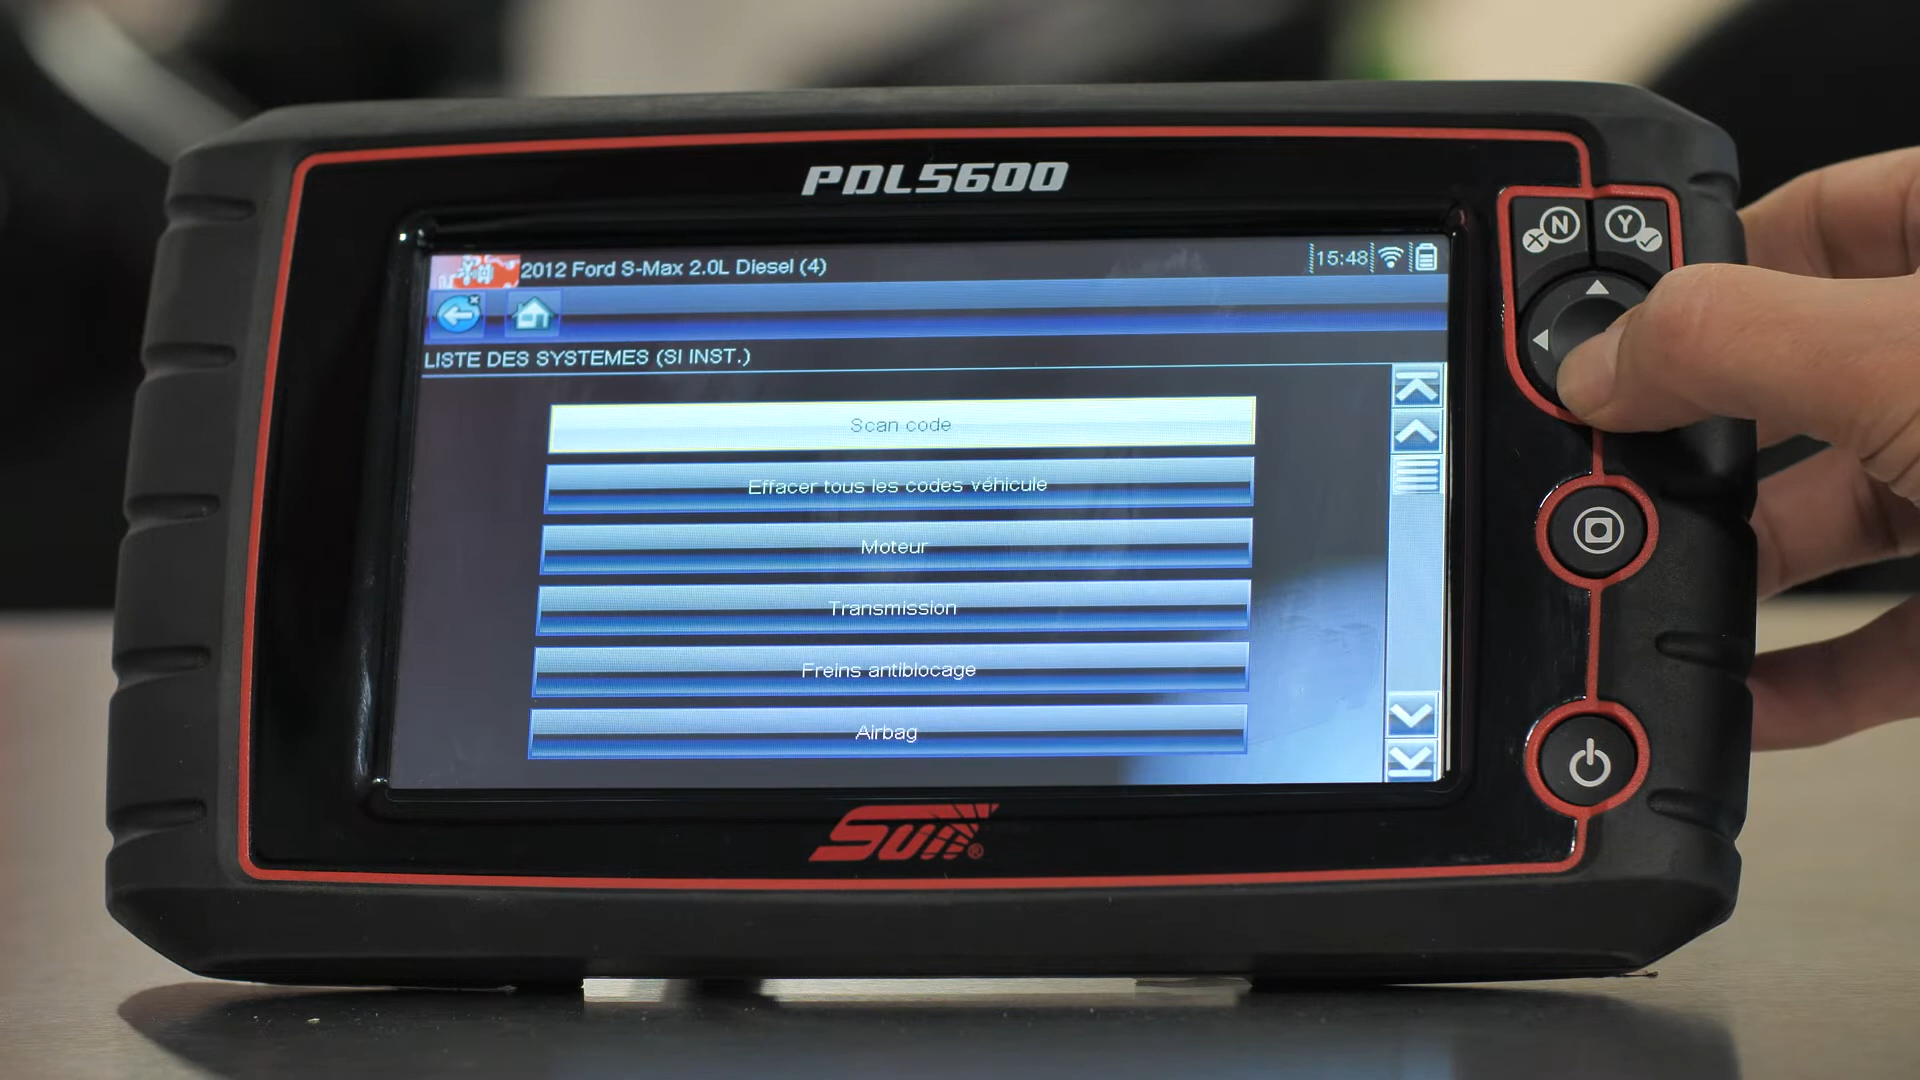 PDL5600
2012 Ford S-Max 2.0L Diesel (4)
15:48
LISTE DES SYSTEMES (SI INST.)
Scan code
Effacer tous les codes véhicule
Moteur
Transmission
Freins antiblocage
Airbag
N
Y
Sun®